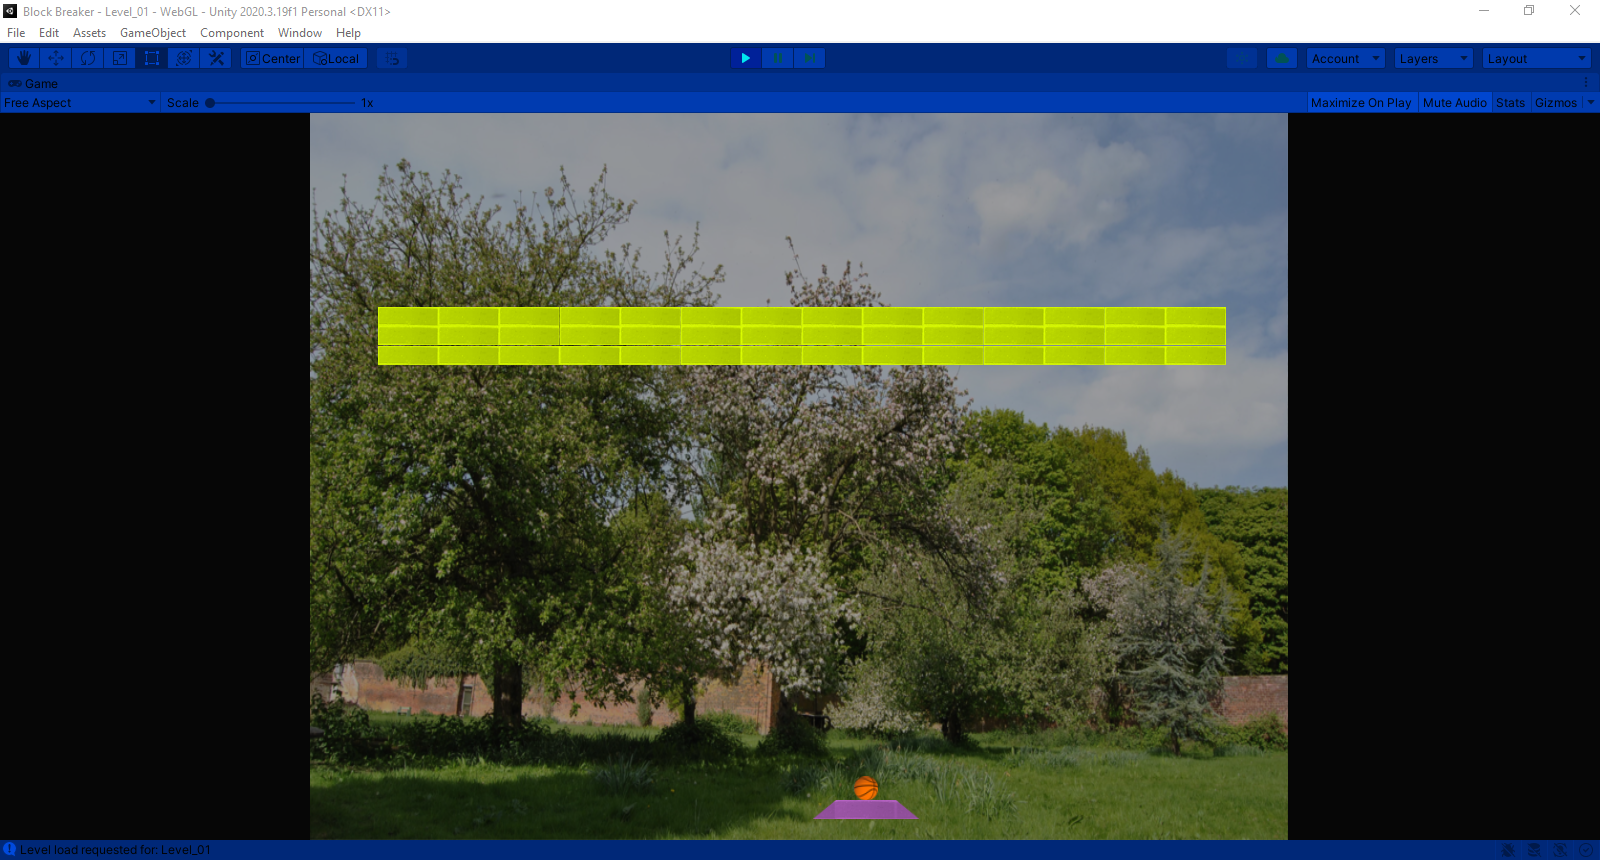 Block Breaker - Level_01 - WebGL - Unity 2020.3.19f1 Personal <DX11>
File Edit Assets GameObject Component Window Help
Center Local Account Layers Layout
Game
Free Aspect Scale 1x Maximize On Play Mute Audio Stats Gizmos
Level load requested for: Level_01